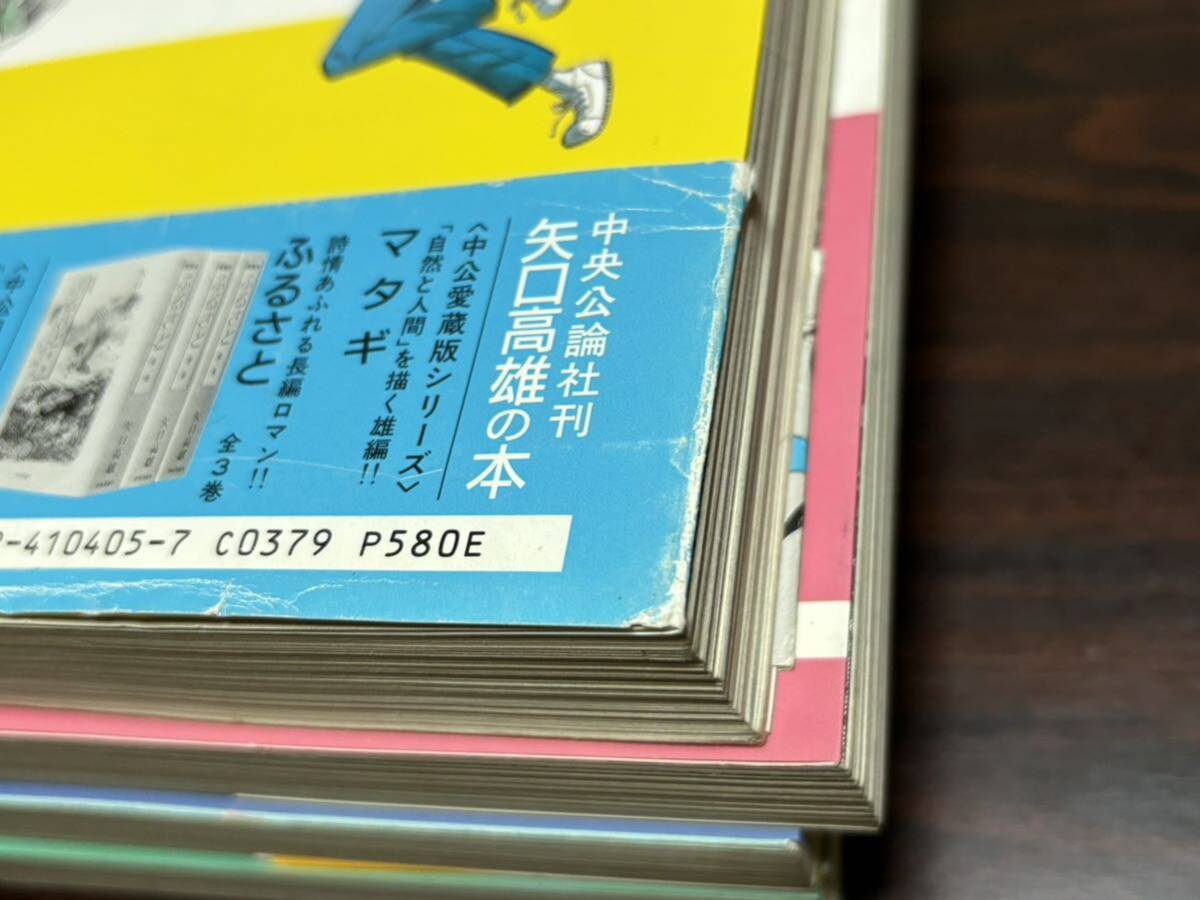 中央公論社刊
矢口高雄の本
〈中公愛蔵版シリーズ〉
「自然と人間」を描く雄編!!
マタギ
詩情あふれる長編ロマン!!
ふるさと
全3巻
〈中公
-410405-7 C0379 P580E